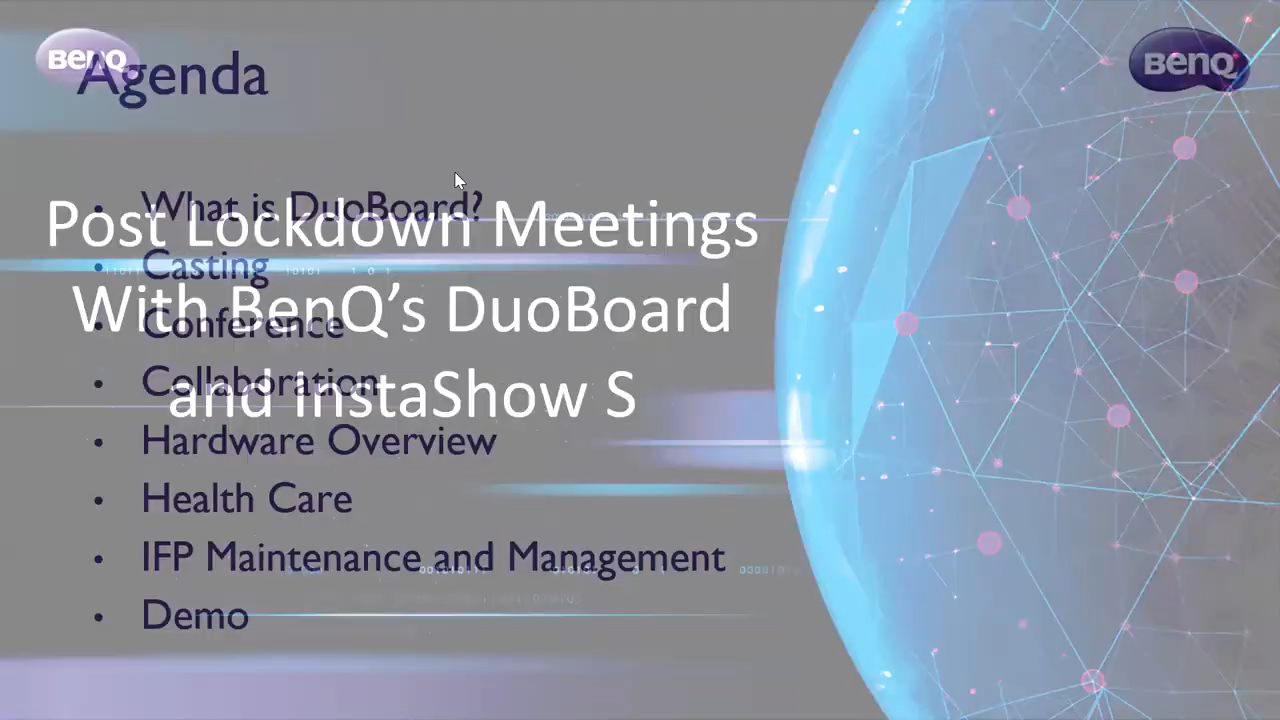 BenQ
Agenda
BenQ
What is DuoBoard?
Post Lockdown Meetings
Casting
With BenQ's DuoBoard
Conference
Collaboration
and InstaShow S
Hardware Overview
Health Care
IFP Maintenance and Management
Demo